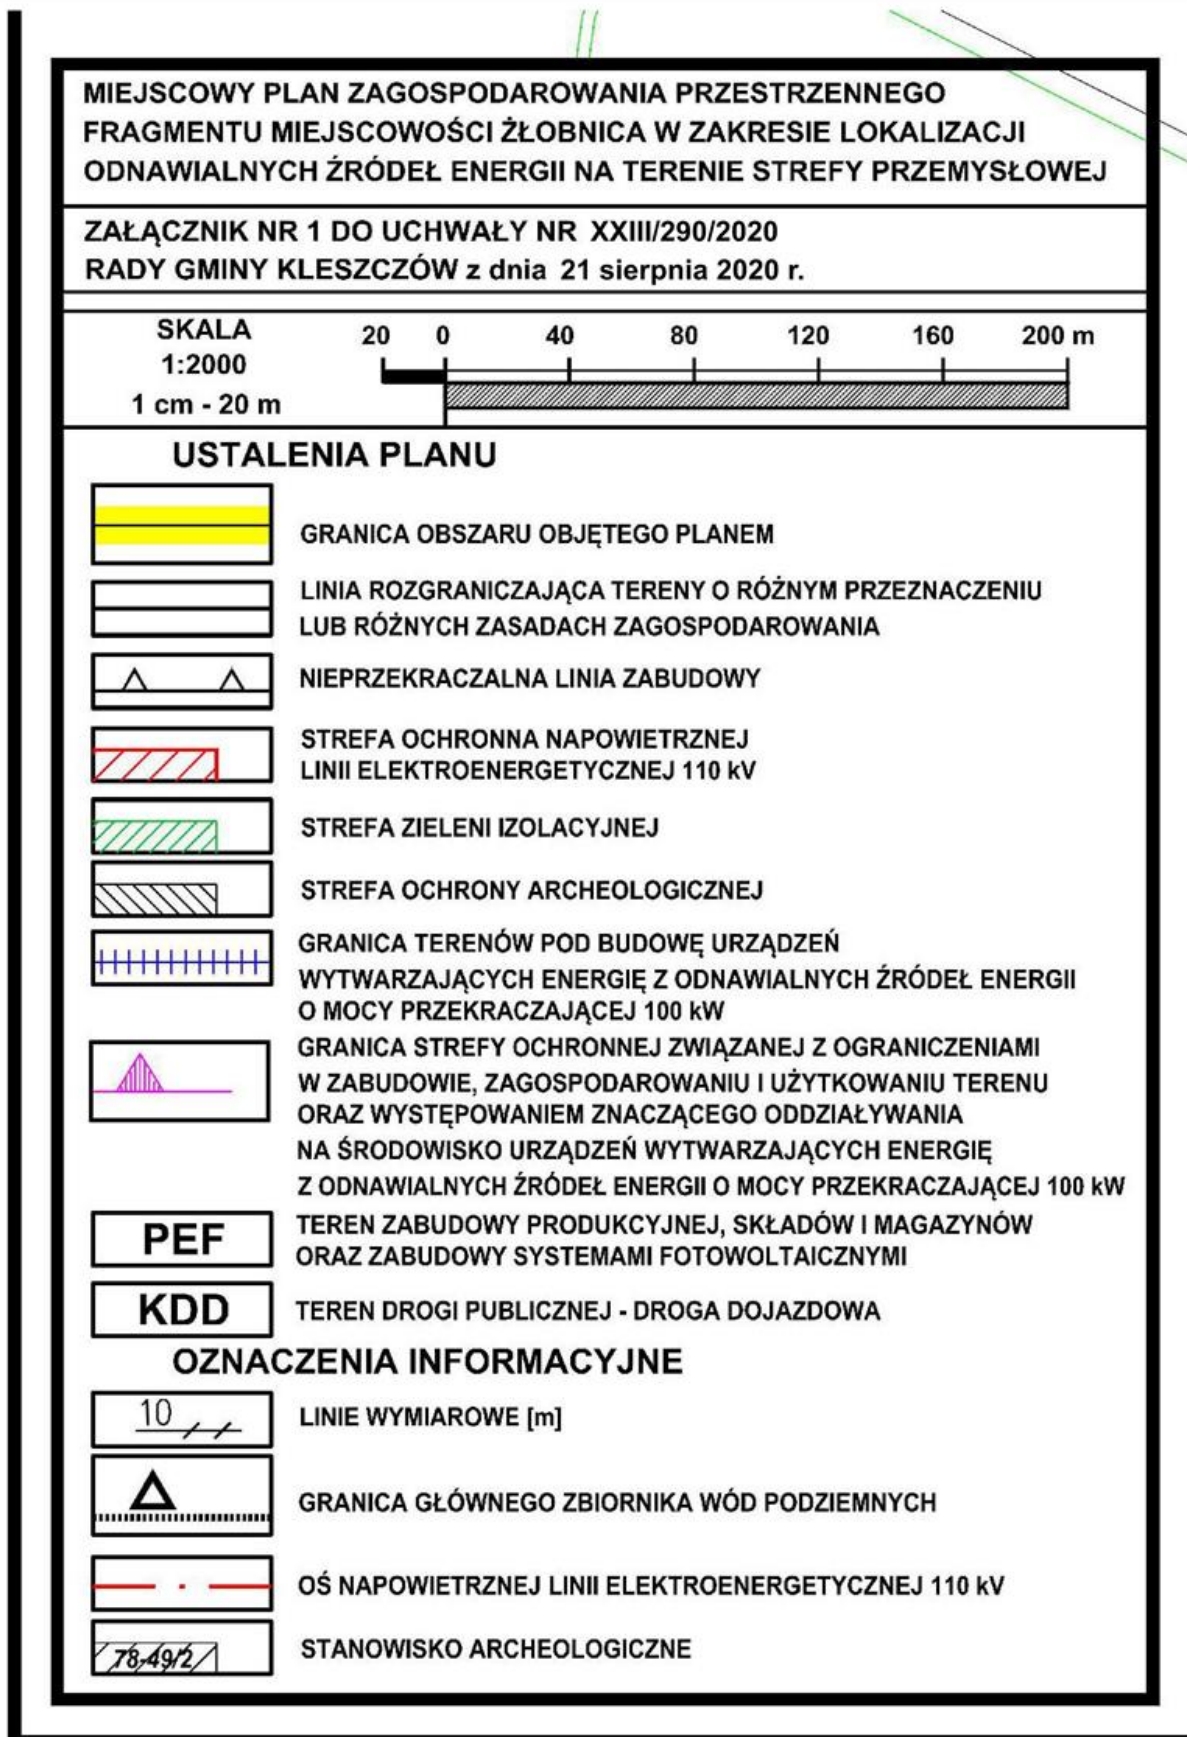 MIEJSCOWY PLAN ZAGOSPODAROWANIA PRZESTRZENNEGO
FRAGMENTU MIEJSCOWOŚCI ŻŁOBNICA W ZAKRESIE LOKALIZACJI
ODNAWIALNYCH ŹRÓDEŁ ENERGII NA TERENIE STREFY PRZEMYSŁOWEJ
ZAŁĄCZNIK NR 1 DO UCHWAŁY NR XXIII/290/2020
RADY GMINY KLESZCZÓW z dnia 21 sierpnia 2020 r.
SKALA
1:2000
1 cm - 20 m
20 0 40 80 120 160 200 m
USTALENIA PLANU
GRANICA OBSZARU OBJĘTEGO PLANEM
LINIA ROZGRANICZAJĄCA TERENY O RÓŻNYM PRZEZNACZENIU
LUB RÓŻNYCH ZASADACH ZAGOSPODAROWANIA
NIEPRZEKRACZALNA LINIA ZABUDOWY
STREFA OCHRONNA NAPOWIETRZNEJ
LINII ELEKTROENERGETYCZNEJ 110 kV
STREFA ZIELENI IZOLACYJNEJ
STREFA OCHRONY ARCHEOLOGICZNEJ
GRANICA TERENÓW POD BUDOWĘ URZĄDZEŃ
WYTWARZAJĄCYCH ENERGIĘ Z ODNAWIALNYCH ŹRÓDEŁ ENERGII
O MOCY PRZEKRACZAJĄCEJ 100 kW
GRANICA STREFY OCHRONNEJ ZWIĄZANEJ Z OGRANICZENIAMI
W ZABUDOWIE, ZAGOSPODAROWANIU I UŻYTKOWANIU TERENU
ORAZ WYSTĘPOWANIEM ZNACZĄCEGO ODDZIAŁYWANIA
NA ŚRODOWISKO URZĄDZEŃ WYTWARZAJĄCYCH ENERGIĘ
Z ODNAWIALNYCH ŹRÓDEŁ ENERGII O MOCY PRZEKRACZAJĄCEJ 100 kW
PEF TEREN ZABUDOWY PRODUKCYJNEJ, SKŁADÓW I MAGAZYNÓW
ORAZ ZABUDOWY SYSTEMAMI FOTOWOLTAICZNYMI
KDD TEREN DROGI PUBLICZNEJ - DROGA DOJAZDOWA
OZNACZENIA INFORMACYJNE
10 LINIE WYMIAROWE [m]
GRANICA GŁÓWNEGO ZBIORNIKA WÓD PODZIEMNYCH
OŚ NAPOWIETRZNEJ LINII ELEKTROENERGETYCZNEJ 110 kV
78-49/2 STANOWISKO ARCHEOLOGICZNE